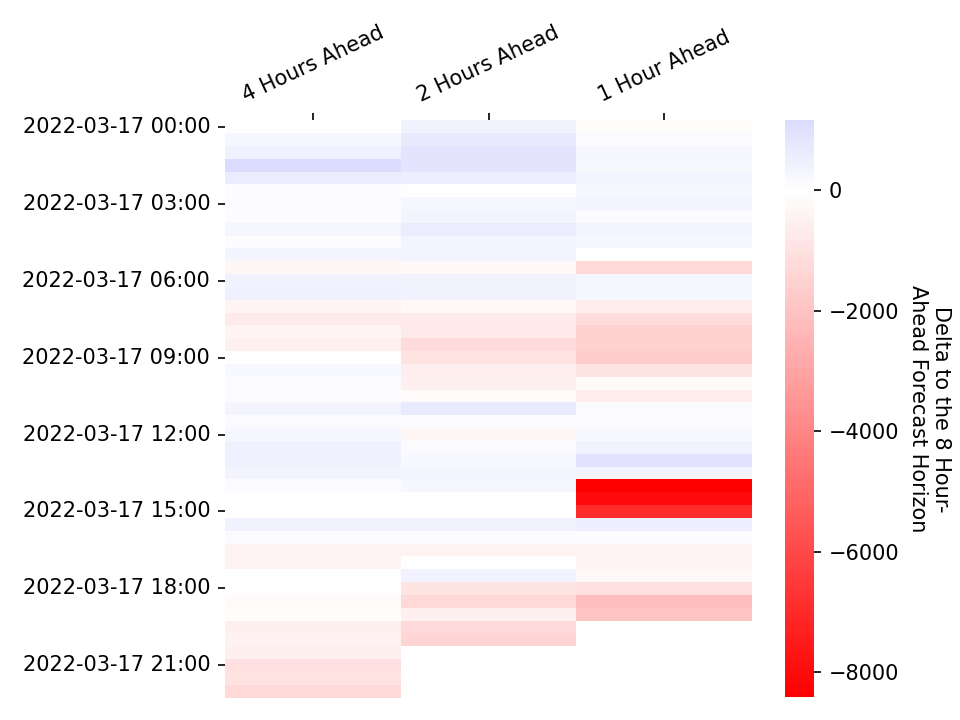 4 Hours Ahead
2 Hours Ahead
1 Hour Ahead
2022-03-17 00:00
2022-03-17 03:00
2022-03-17 06:00
2022-03-17 09:00
2022-03-17 12:00
2022-03-17 15:00
2022-03-17 18:00
2022-03-17 21:00
0
−2000
−4000
−6000
−8000
Delta to the 8 Hour-
Ahead Forecast Horizon